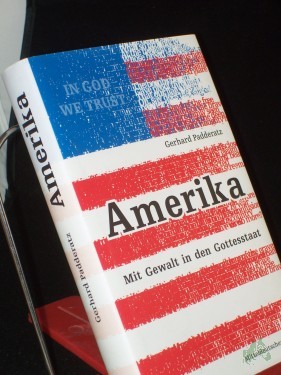 IN GOD
WE TRUST
Gerhard Padderatz
Amerika
Mit Gewalt in den Gottesstaat
Amerika
Gerhard Padderatz